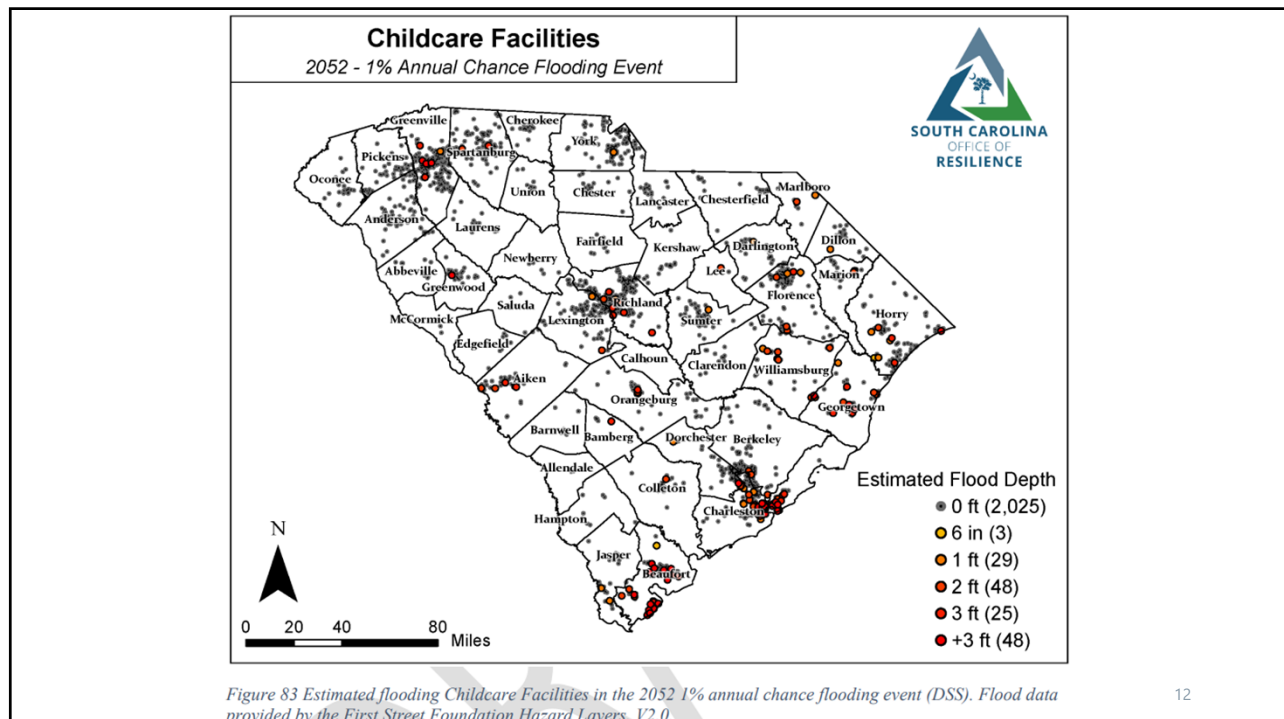 Childcare Facilities
2052 - 1% Annual Chance Flooding Event
SOUTH CAROLINA
OFFICE OF
RESILIENCE
Greenville
Cherokee
York
Pickens
Spartanburg
Oconee
Union
Chester
Lancaster
Chesterfield
Marlboro
Anderson
Laurens
Fairfield
Kershaw
Darlington
Dillon
Newberry
Abbeville
Lee
Marion
Greenwood
Saluda
Richland
Florence
McCormick
Lexington
Sumter
Horry
Edgefield
Calhoun
Clarendon
Williamsburg
Aiken
Orangeburg
Georgetown
Barnwell
Bamberg
Dorchester
Berkeley
Allendale
Colleton
Charleston
Hampton
Jasper
Beaufort
Estimated Flood Depth
0 ft (2,025)
6 in (3)
1 ft (29)
2 ft (48)
3 ft (25)
+3 ft (48)
N
0 20 40 80
Miles
Figure 83 Estimated flooding Childcare Facilities in the 2052 1% annual chance flooding event (DSS). Flood data
provided by the First Street Foundation Hazard Layers, V2.0
12